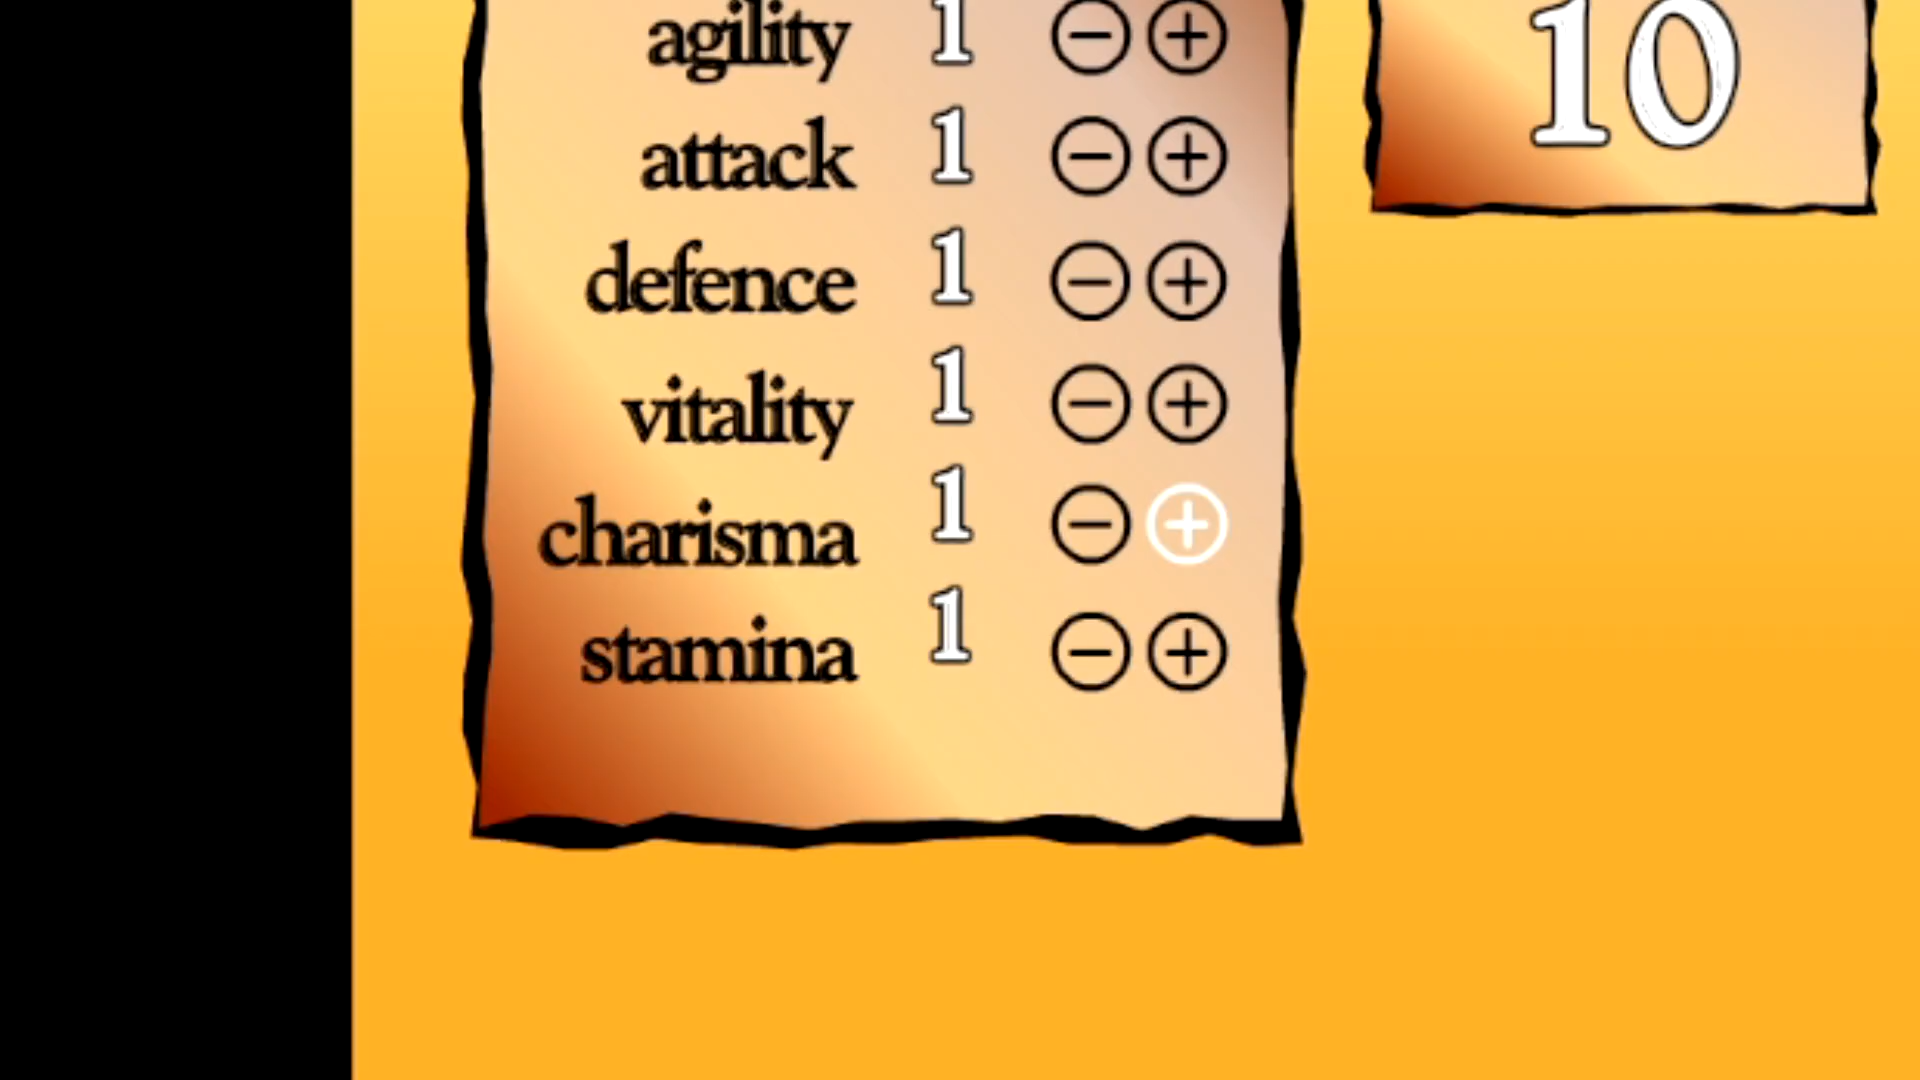 agility 1 − +
10
attack 1 − +
defence 1 − +
vitality 1 − +
charisma 1 − +
stamina 1 − +